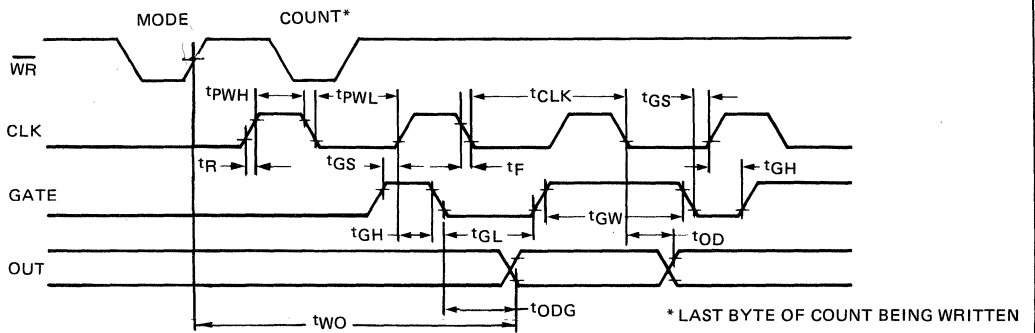 MODE COUNT*
WR
tPWH tPWL tCLK tGS
CLK
tR tGS tF tGH
GATE
tGH tGL tGW tOD
OUT
tODG
tWO
* LAST BYTE OF COUNT BEING WRITTEN